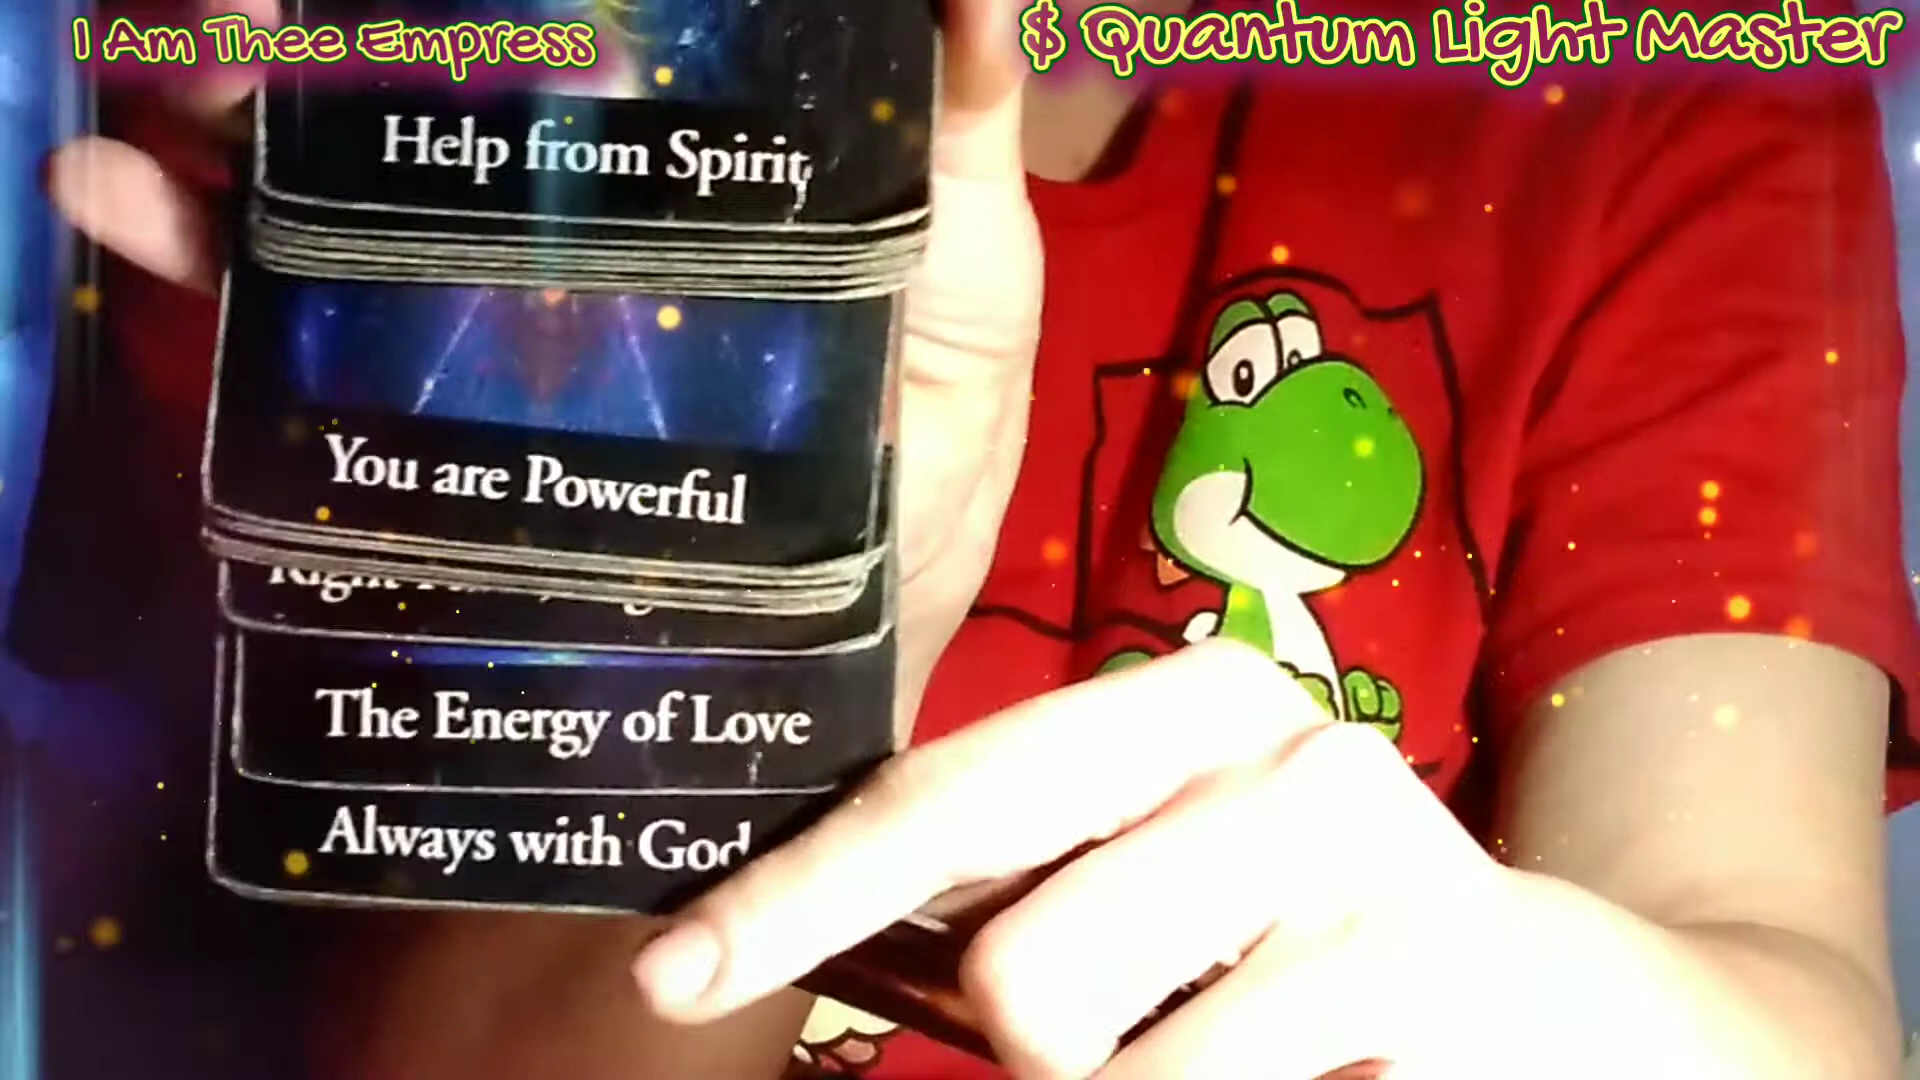 I Am Thee Empress
$ Quantum Light Master
Help from Spirit
You are Powerful
Right
The Energy of Love
Always with God